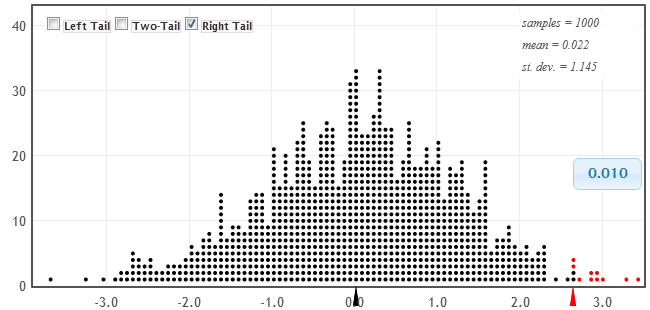 40
Left Tail Two-Tail Right Tail
samples = 1000
mean = 0.022
st. dev. = 1.145
30
20
0.010
10
0
-3.0 -2.0 -1.0 0.0 1.0 2.0 3.0